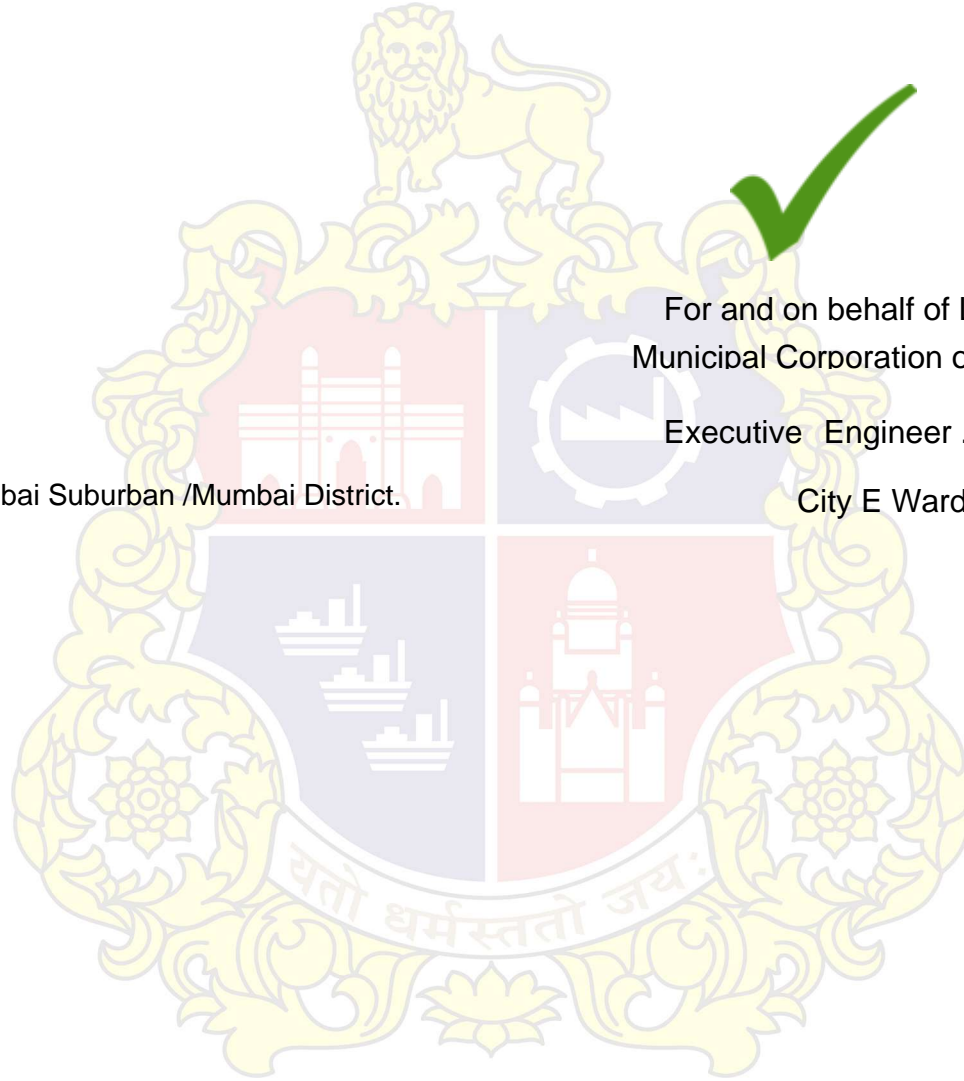 For and on behalf of
Municipal Corporation
Executive Engineer
bai Suburban /Mumbai District.
City E Ward
यतो धर्मस्ततो जय: